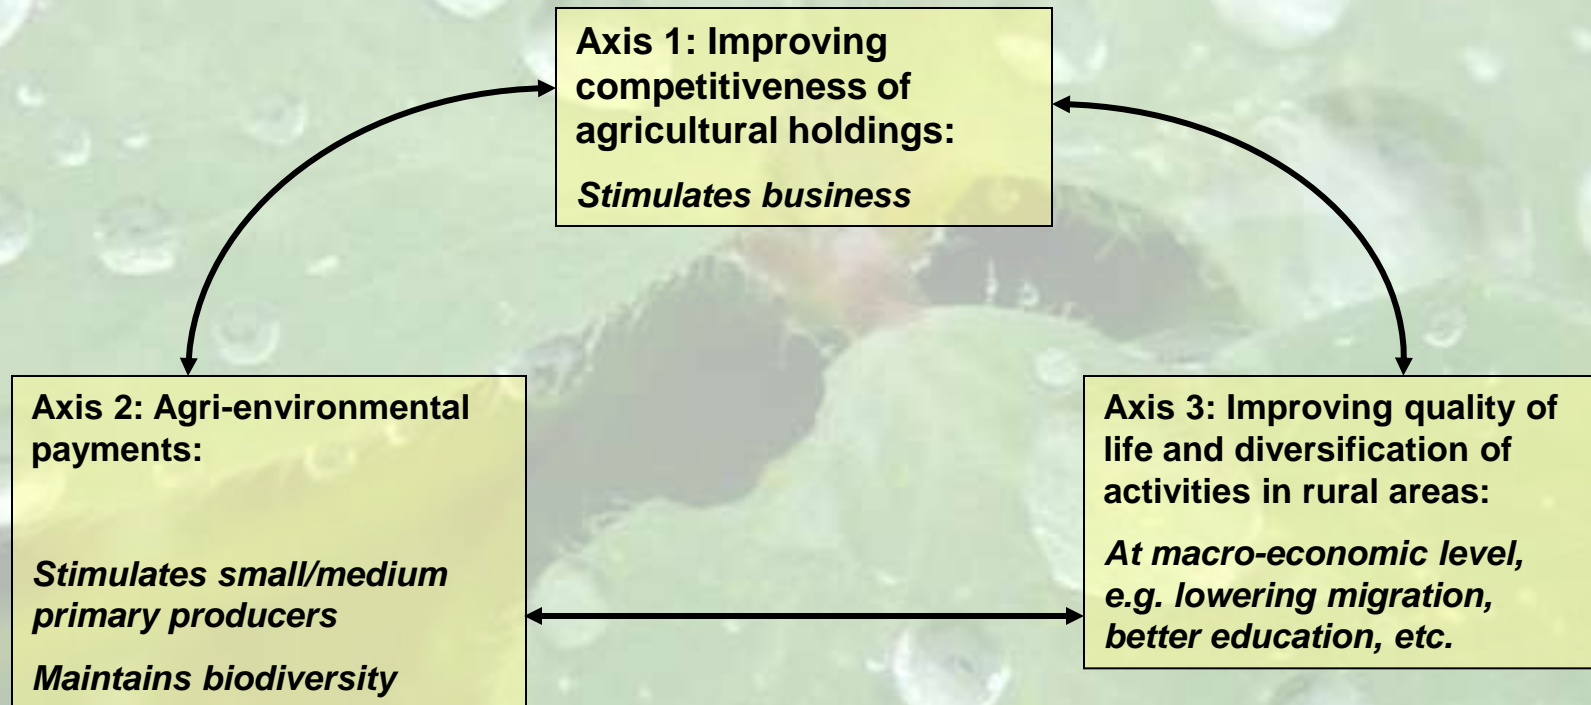 Axis 1: Improving
competitiveness of
agricultural holdings:
Stimulates business
Axis 2: Agri-environmental
payments:
Stimulates small/medium
primary producers
Maintains biodiversity
Axis 3: Improving quality of
life and diversification of
activities in rural areas:
At macro-economic level,
e.g. lowering migration,
better education, etc.